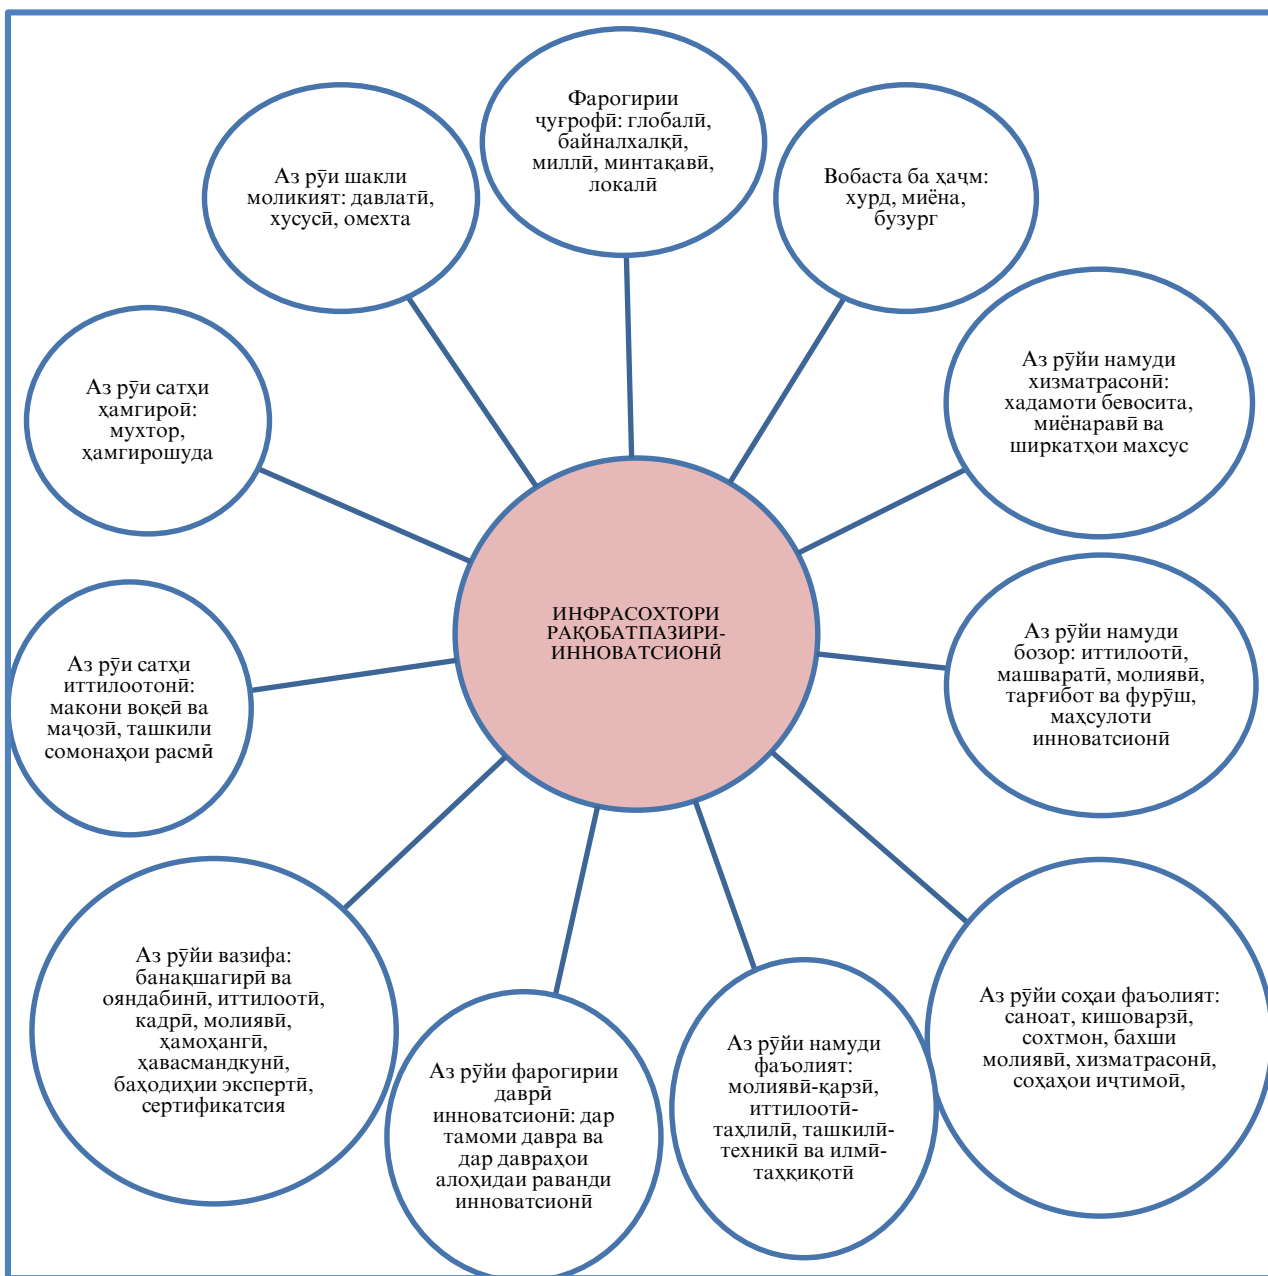 Фарогирии
ҷуғрофӣ: глобалӣ,
байналхалқӣ,
миллӣ, минтақавӣ,
локалӣ
Вобаста ба ҳаҷм:
хурд, миёна,
бузург
Аз рӯйи намуди
хизматрасонӣ:
хадамоти бевосита,
миёнаравӣ ва
ширкатҳои махсус
Аз рӯйи намуди
бозор: иттилоотӣ,
машваратӣ, молиявӣ,
тарғибот ва фурӯш,
маҳсулоти
инноватсионӣ
Аз рӯйи соҳаи фаъолият:
саноат, кишоварзӣ,
сохтмон, бахши
молиявӣ, хизматрасонӣ,
соҳаҳои иҷтимоӣ,
Аз рӯйи намуди
фаъолият:
молиявӣ-қарзӣ,
иттилоотӣ-
таҳлилӣ, ташкилӣ-
техникӣ ва илмӣ-
таҳқиқотӣ
Аз рӯйи фарогирии
даврӣ
инноватсионӣ: дар
тамоми давра ва
дар давраҳои
алоҳидаи раванди
инноватсионӣ
Аз рӯйи вазифа:
банақшагирӣ ва
ояндабинӣ, иттилоотӣ,
кадрӣ, молиявӣ,
ҳамоҳангӣ,
ҳавасмандкунӣ,
баҳодиҳии экспертӣ,
сертификатсия
Аз рӯи сатҳи
иттилоотонӣ:
макони воқеӣ ва
маҷозӣ, ташкили
сомонаҳои расмӣ
Аз рӯи сатҳи
ҳамгироӣ:
мухтор,
ҳамгирошуда
Аз рӯи шакли
моликият: давлатӣ,
хусусӣ, омехта
ИНФРАСОХТОРИ
РАҚОБАТПАЗИРИ-
ИННОВАТСИОНӢ